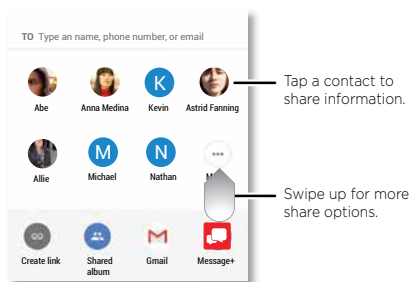 TO Type an name, phone number, or email
K
Abe Anna Medina Kevin Astrid Fanning
Tap a contact to
share information.
M N
Allie Michael Nathan
Swipe up for more
share options.
Create link Shared album Gmail Message+